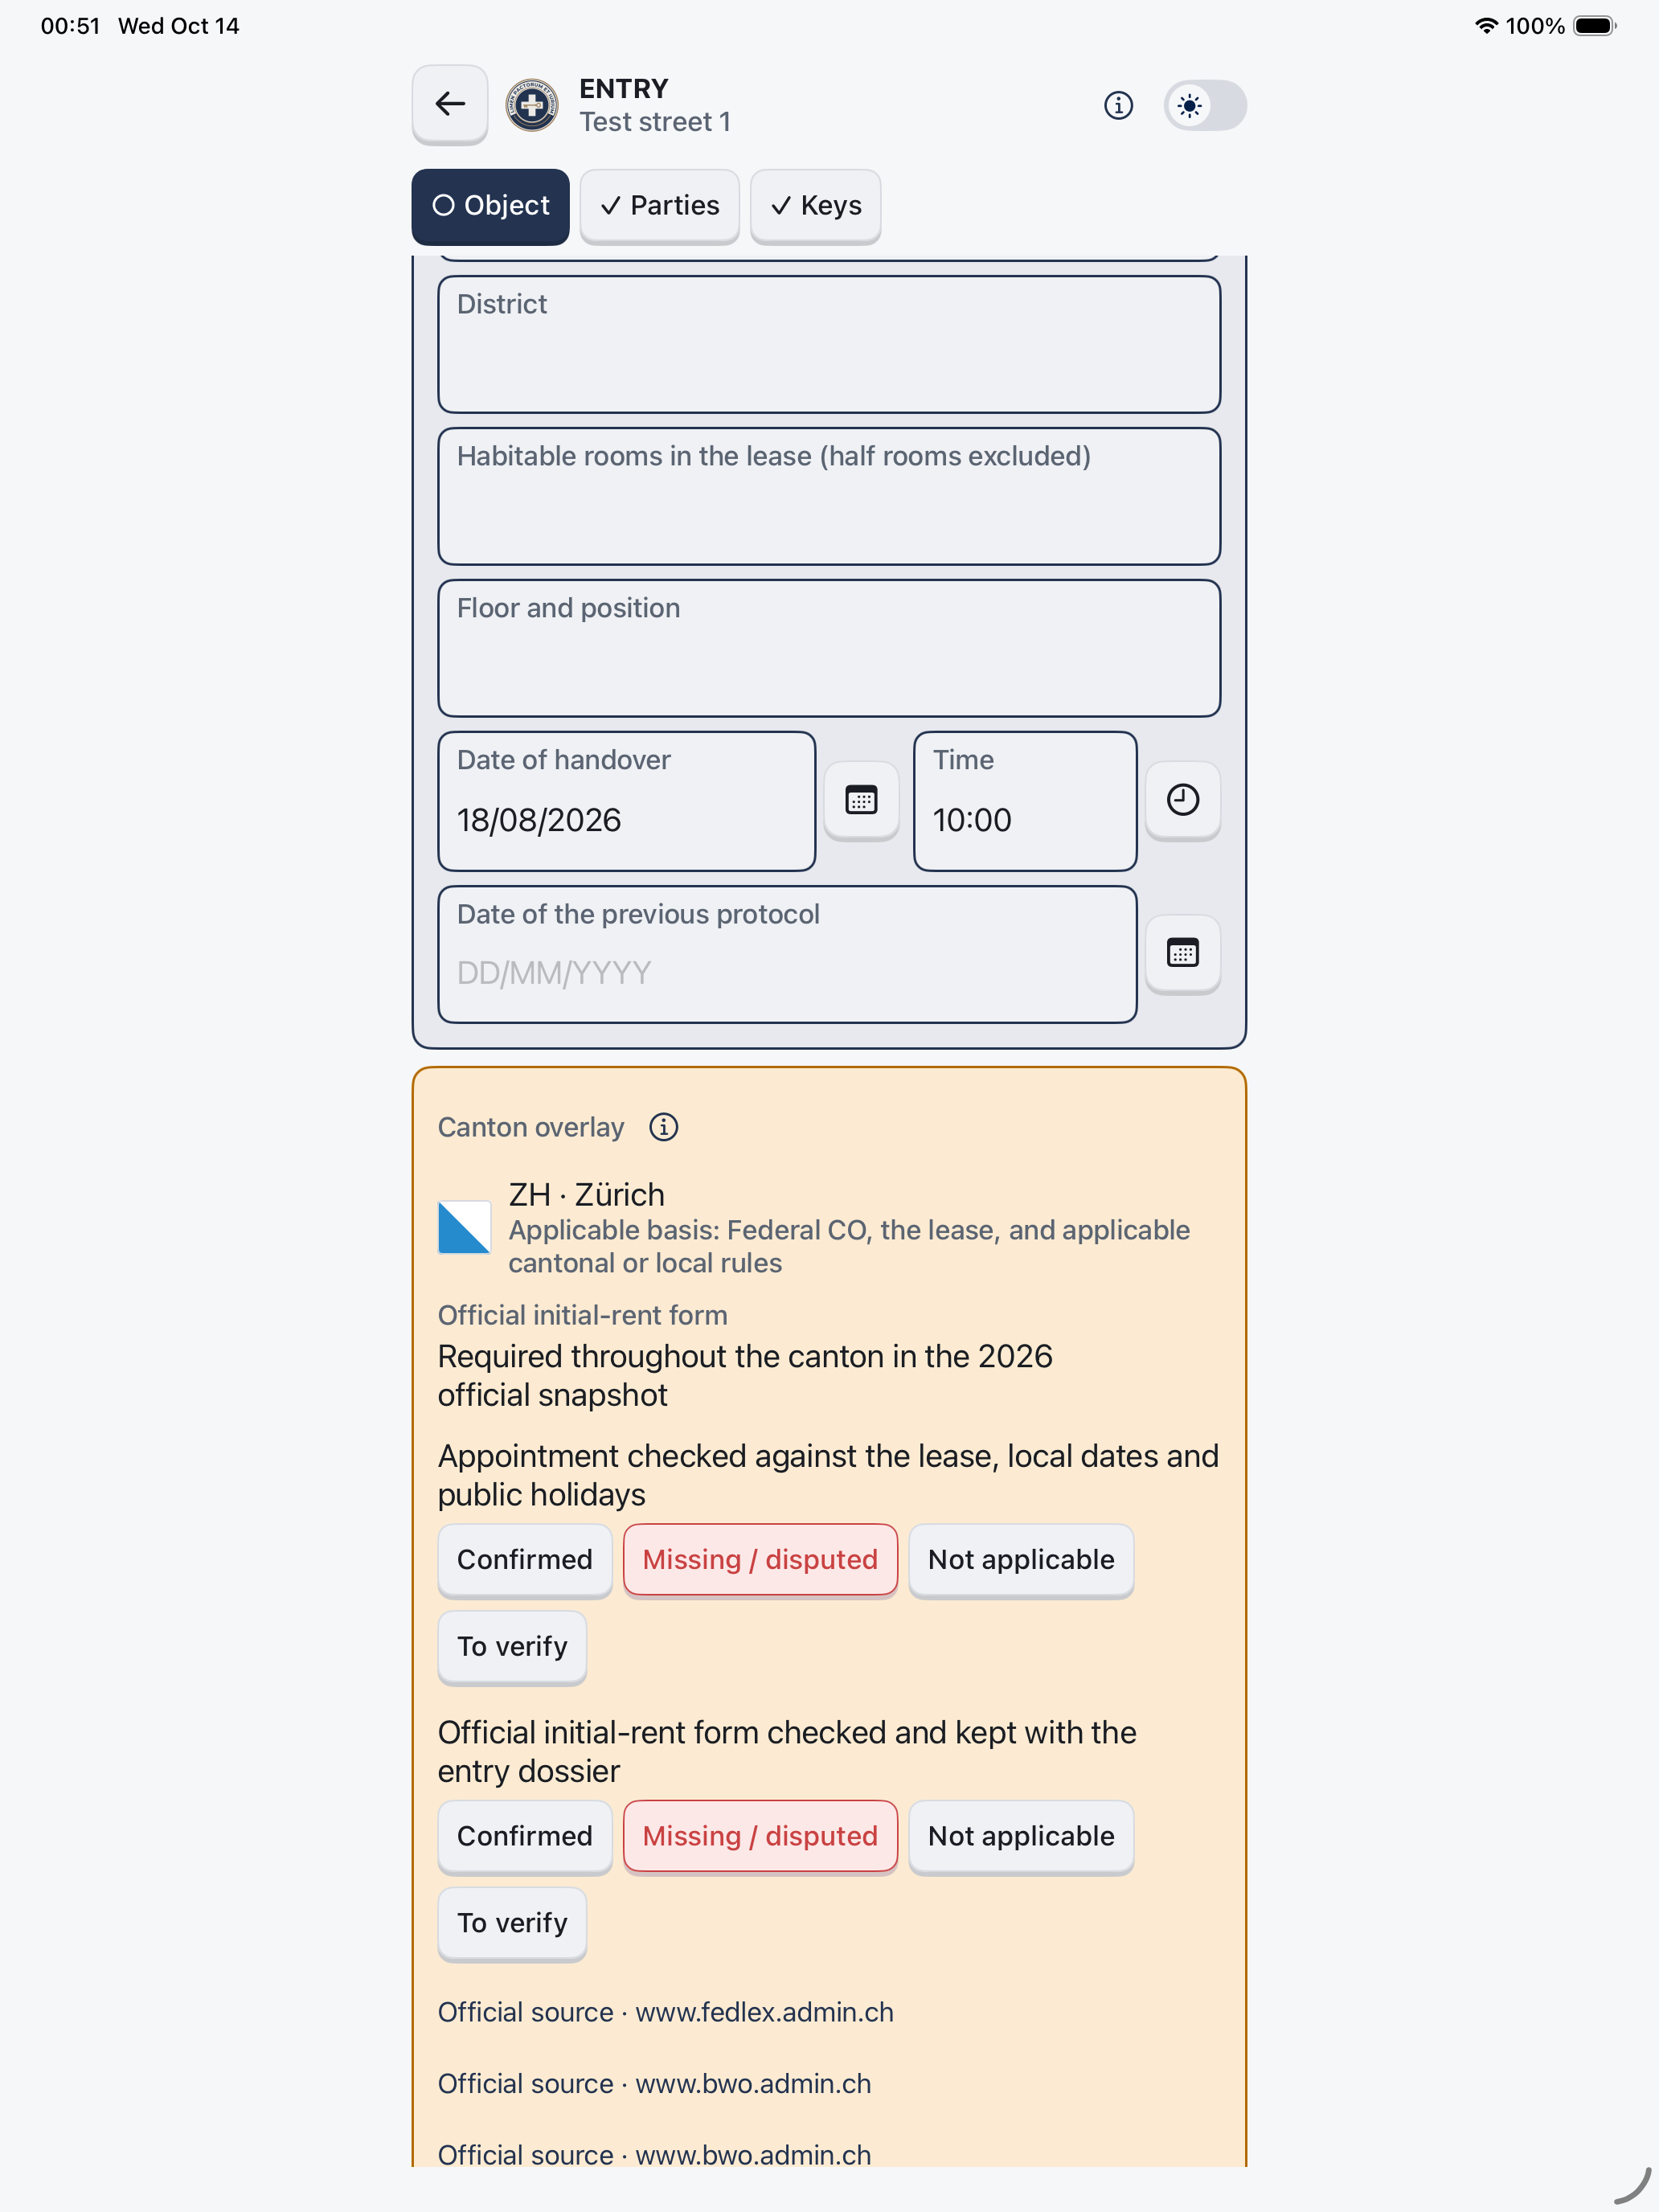 00:51 Wed Oct 14
100%
ENTRY
Test street 1
Object
Parties
Keys
District
Habitable rooms in the lease (half rooms excluded)
Floor and position
Date of handover
18/08/2026
Time
10:00
Date of the previous protocol
DD/MM/YYYY
Canton overlay
ZH · Zürich
Applicable basis: Federal CO, the lease, and applicable
cantonal or local rules
Official initial-rent form
Required throughout the canton in the 2026
official snapshot
Appointment checked against the lease, local dates and
public holidays
Confirmed
Missing / disputed
Not applicable
To verify
Official initial-rent form checked and kept with the
entry dossier
Confirmed
Missing / disputed
Not applicable
To verify
Official source · www.fedlex.admin.ch
Official source · www.bwo.admin.ch
Official source · www.bwo.admin.ch